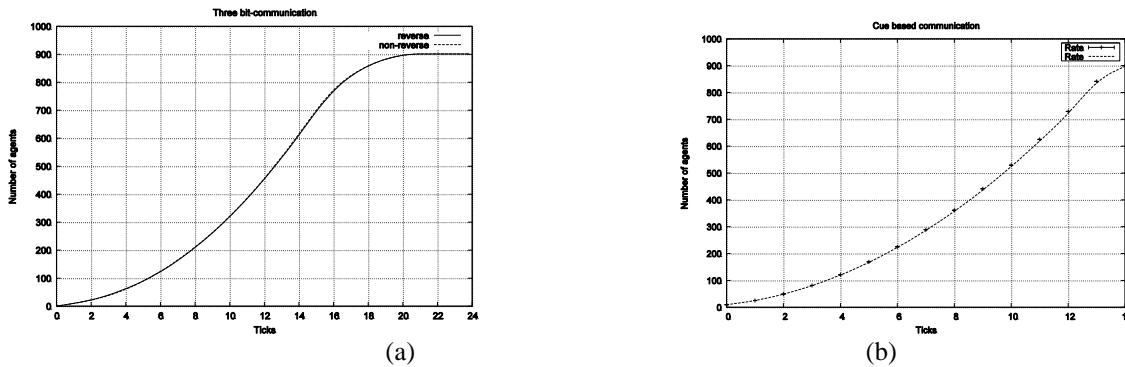 Three bit-communication
1000
900
800
700
600
500
400
300
200
100
0
reverse
non-reverse
Number of agents
0 2 4 6 8 10 12 14 16 18 20 22 24
Ticks
(a)
Cue based communication
1000
900
800
700
600
500
400
300
200
100
0
Rate
Rate
Number of agents
0 2 4 6 8 10 12 1
Ticks
(b)